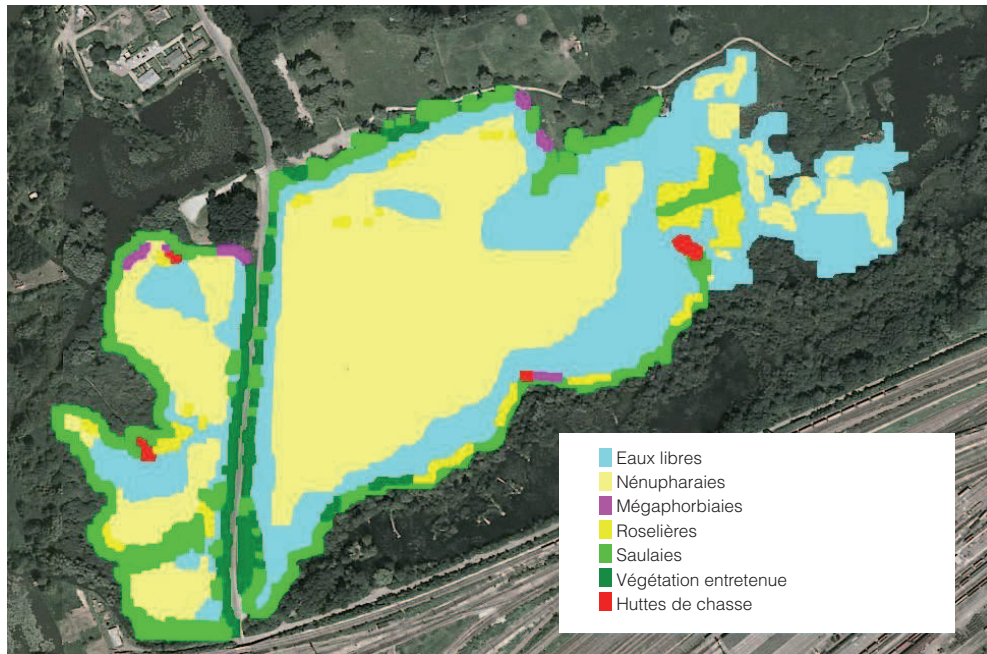 Eaux libres
Nénupharaies
Mégaphorbiaies
Roselières
Saulaies
Végétation entretenue
Huttes de chasse